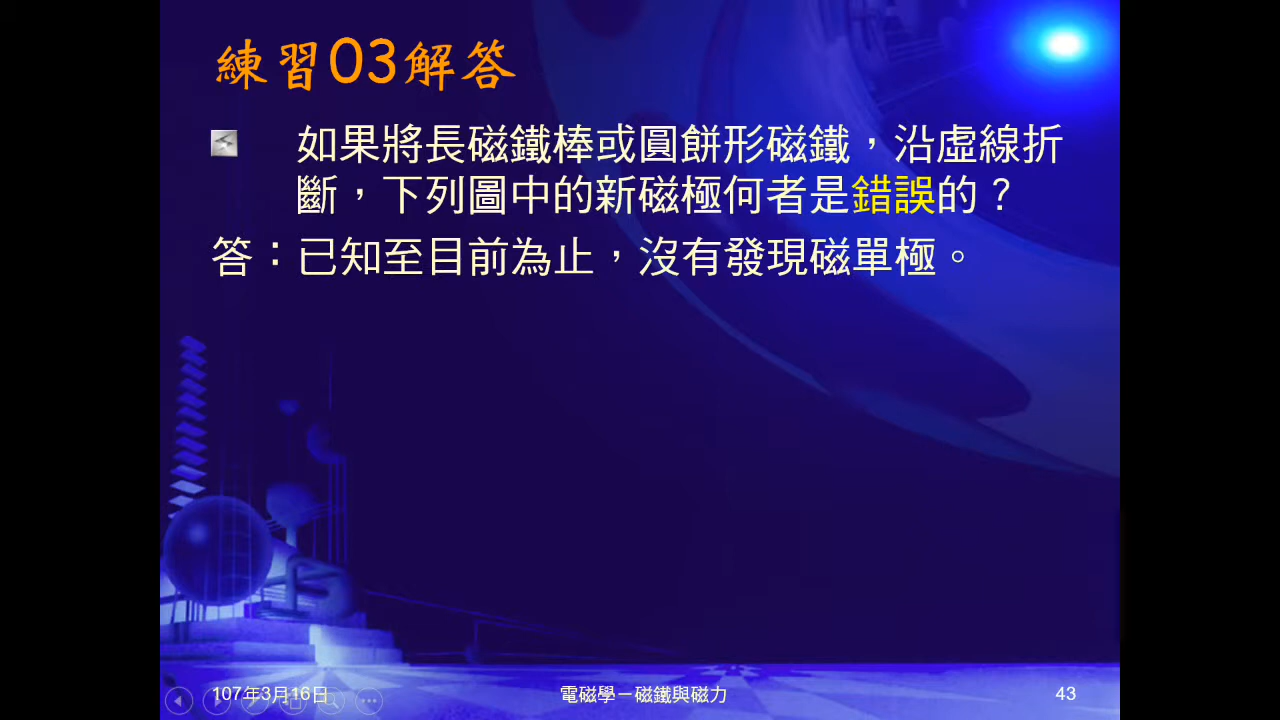 練習03解答
如果將長磁鐵棒或圓餅形磁鐵，沿虛線折
斷，下列圖中的新磁極何者是錯誤的？
答：已知至目前為止，沒有發現磁單極。
107年3月16日
電磁學－磁鐵與磁力
43